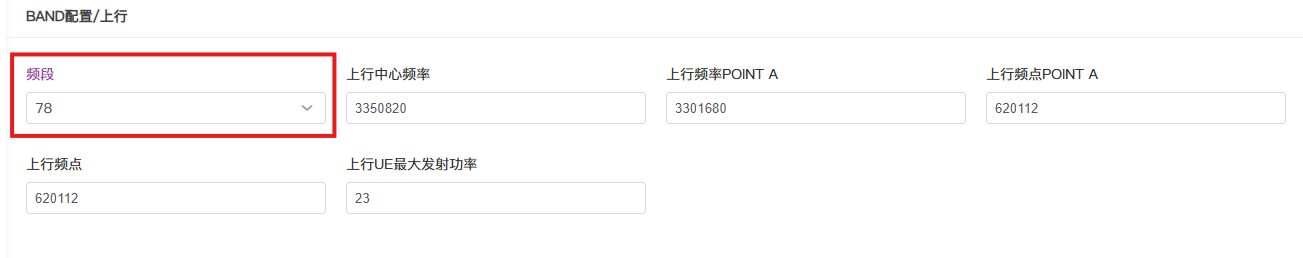 BAND配置/上行
频段
上行中心频率
上行频率POINT A
上行频点POINT A
78
3350820
3301680
620112
上行频点
上行UE最大发射功率
620112
23